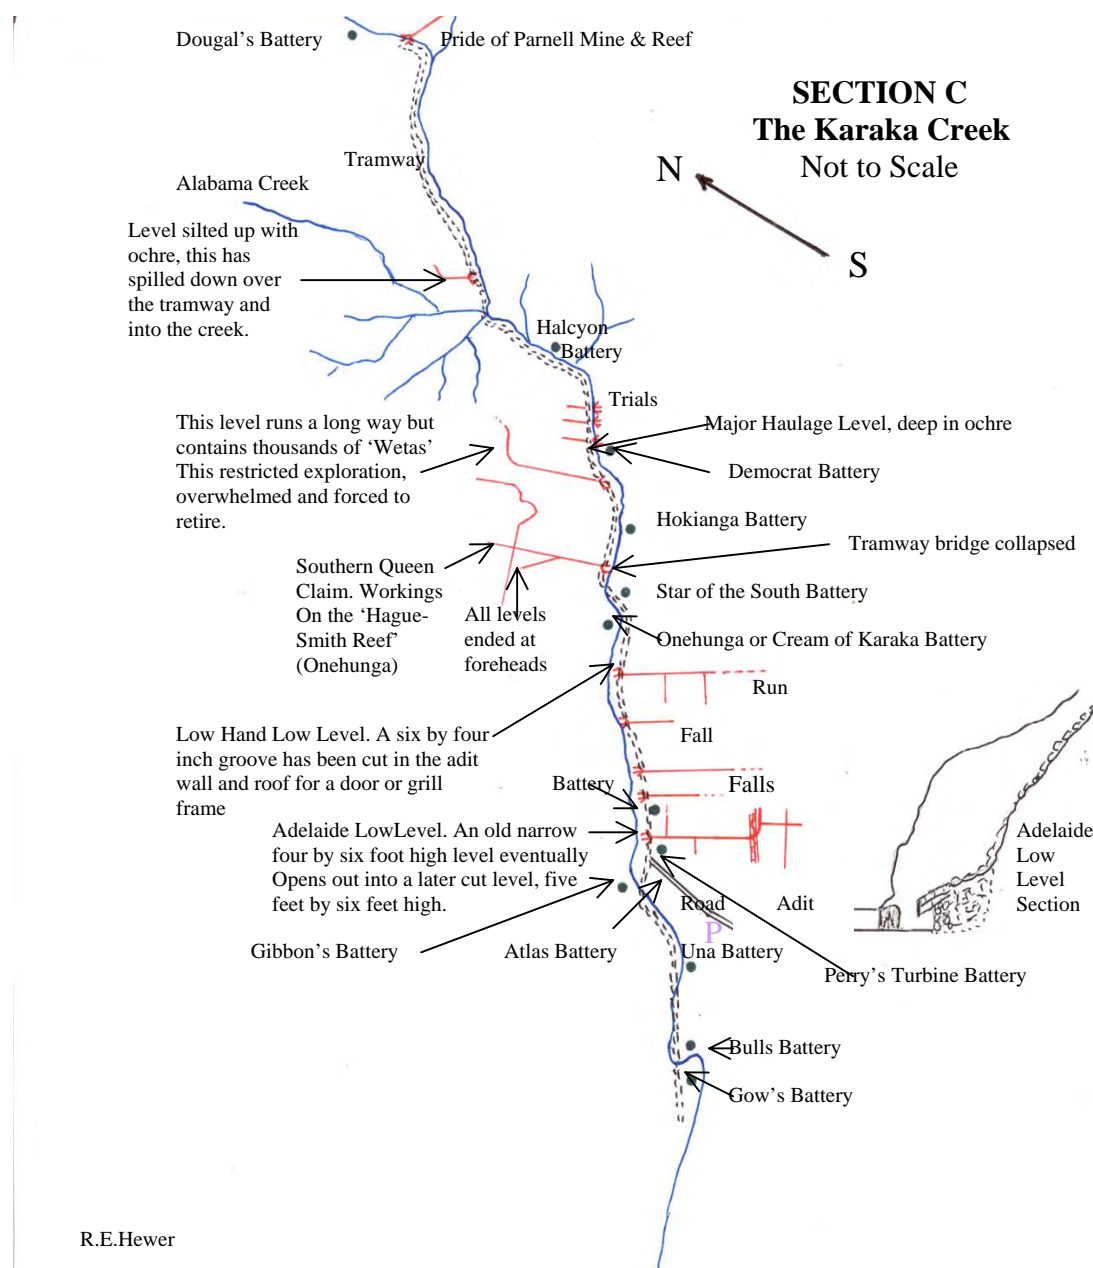 Dougal's Battery
Pride of Parnell Mine & Reef
SECTION C
The Karaka Creek
Not to Scale
N
S
Tramway
Alabama Creek
Level silted up with
ochre, this has
spilled down over
the tramway and
into the creek.
Halcyon
Battery
Trials
This level runs a long way but
contains thousands of 'Wetas'
This restricted exploration,
overwhelmed and forced to
retire.
Major Haulage Level, deep in ochre
Democrat Battery
Hokianga Battery
Tramway bridge collapsed
Southern Queen
Claim. Workings
On the 'Hague-
Smith Reef'
(Onehunga)
All levels
ended at
foreheads
Star of the South Battery
Onehunga or Cream of Karaka Battery
Run
Low Hand Low Level. A six by four
inch groove has been cut in the adit
wall and roof for a door or grill
frame
Fall
Battery
Falls
Adelaide LowLevel. An old narrow
four by six foot high level eventually
Opens out into a later cut level, five
feet by six feet high.
Adelaide
Low
Level
Section
Road
Adit
P
Gibbon's Battery
Atlas Battery
Una Battery
Perry's Turbine Battery
Bulls Battery
Gow's Battery
R.E.Hewer